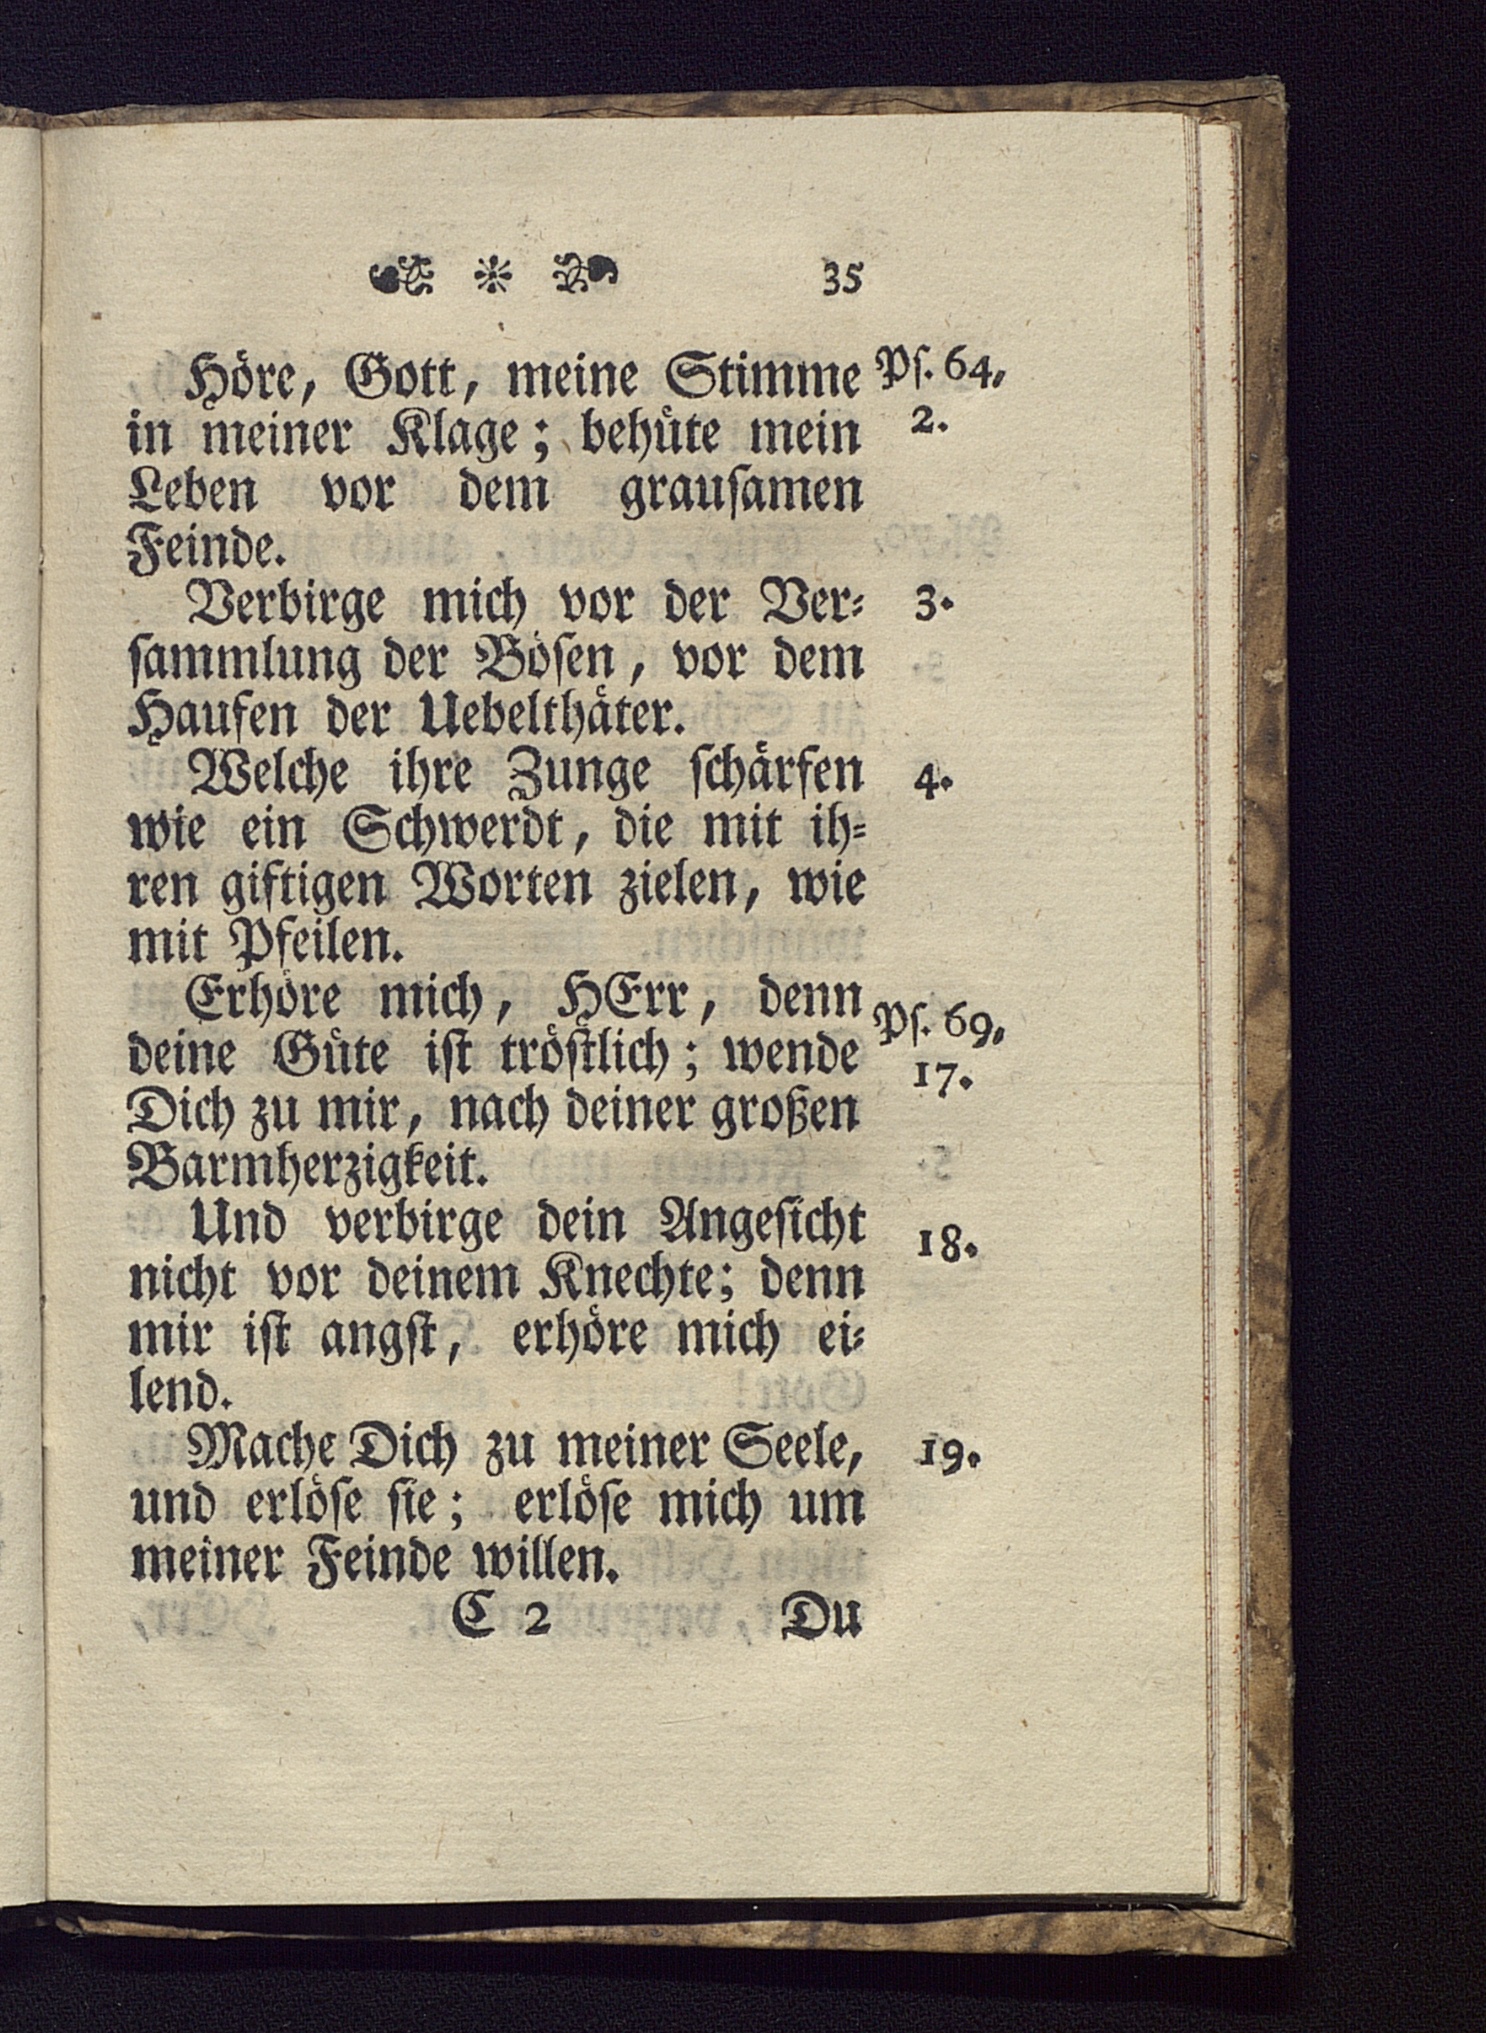 35
Höre, Gott, meine Stimme Pſ. 64,
in meiner Klage; behüte mein 2.
Leben vor dem grauſamen
Feinde.
Verbirge mich vor der Ver⸗ 3.
ſammlung der Böſen, vor dem
Haufen der Uebelthäter.
Welche ihre Zunge ſchärfen 4.
wie ein Schwerdt, die mit ih⸗
ren giftigen Worten zielen, wie
mit Pfeilen.
Erhöre mich, HErr, denn Pſ. 69,
deine Güte iſt tröſtlich; wende 17.
Dich zu mir, nach deiner großen
Barmherzigkeit.
Und verbirge dein Angeſicht 18.
nicht vor deinem Knechte; denn
mir iſt angſt, erhöre mich ei⸗
lend.
Mache Dich zu meiner Seele, 19.
und erlöſe ſie; erlöſe mich um
meiner Feinde willen.
C 2 Du